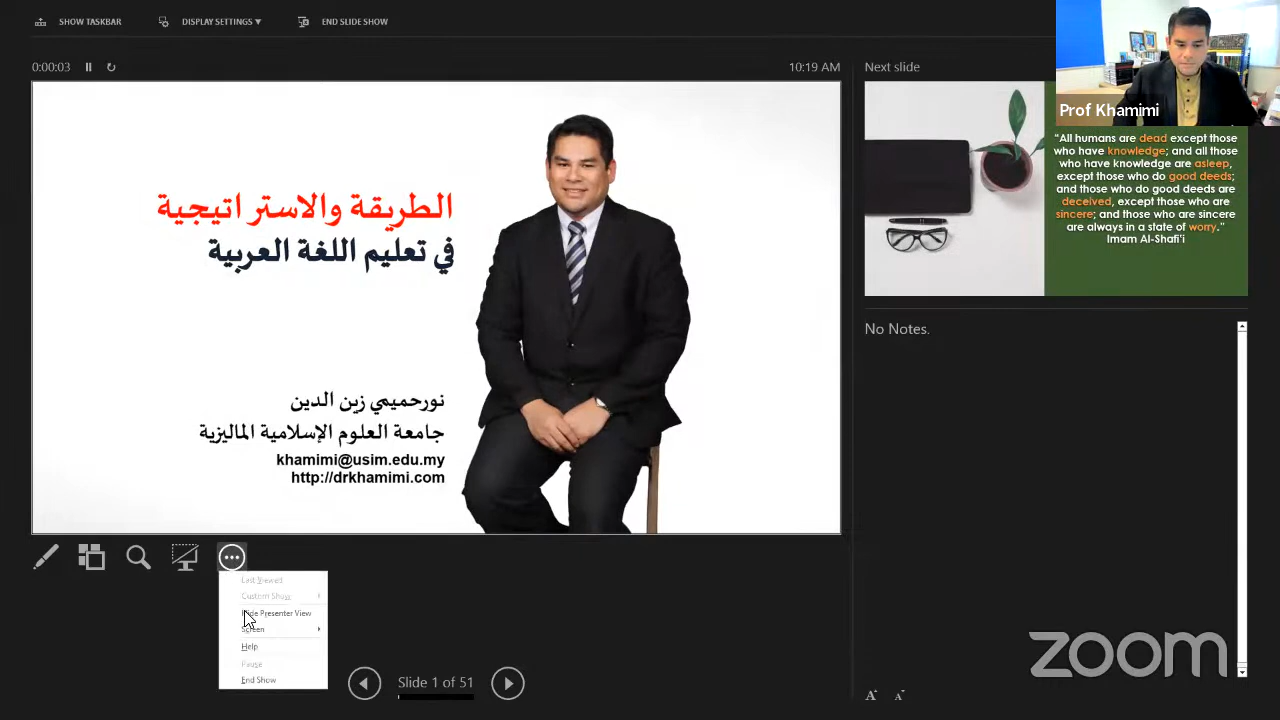 SHOW TASKBAR
DISPLAY SETTINGS ▼
END SLIDE SHOW
0:00:03
10:19 AM
Next slide
Prof Khamimi
الطريقة والاستراتيجية
في تعليم اللغة العربية
نورحميمي زين الدين
جامعة العلوم الإسلامية الماليزية
khamimi@usim.edu.my
http://drkhamimi.com
“All humans are dead except those
who have knowledge; and all those
who have knowledge are asleep,
except those who do good deeds;
and those who do good deeds are
deceived, except those who are
sincere; and those who are sincere
are always in a state of worry.”
Imam Al-Shafi'i
No Notes.
Last Viewed
Custom Show
Hide Presenter View
Screen
Help
Pause
End Show
Slide 1 of 51
A A
zoom